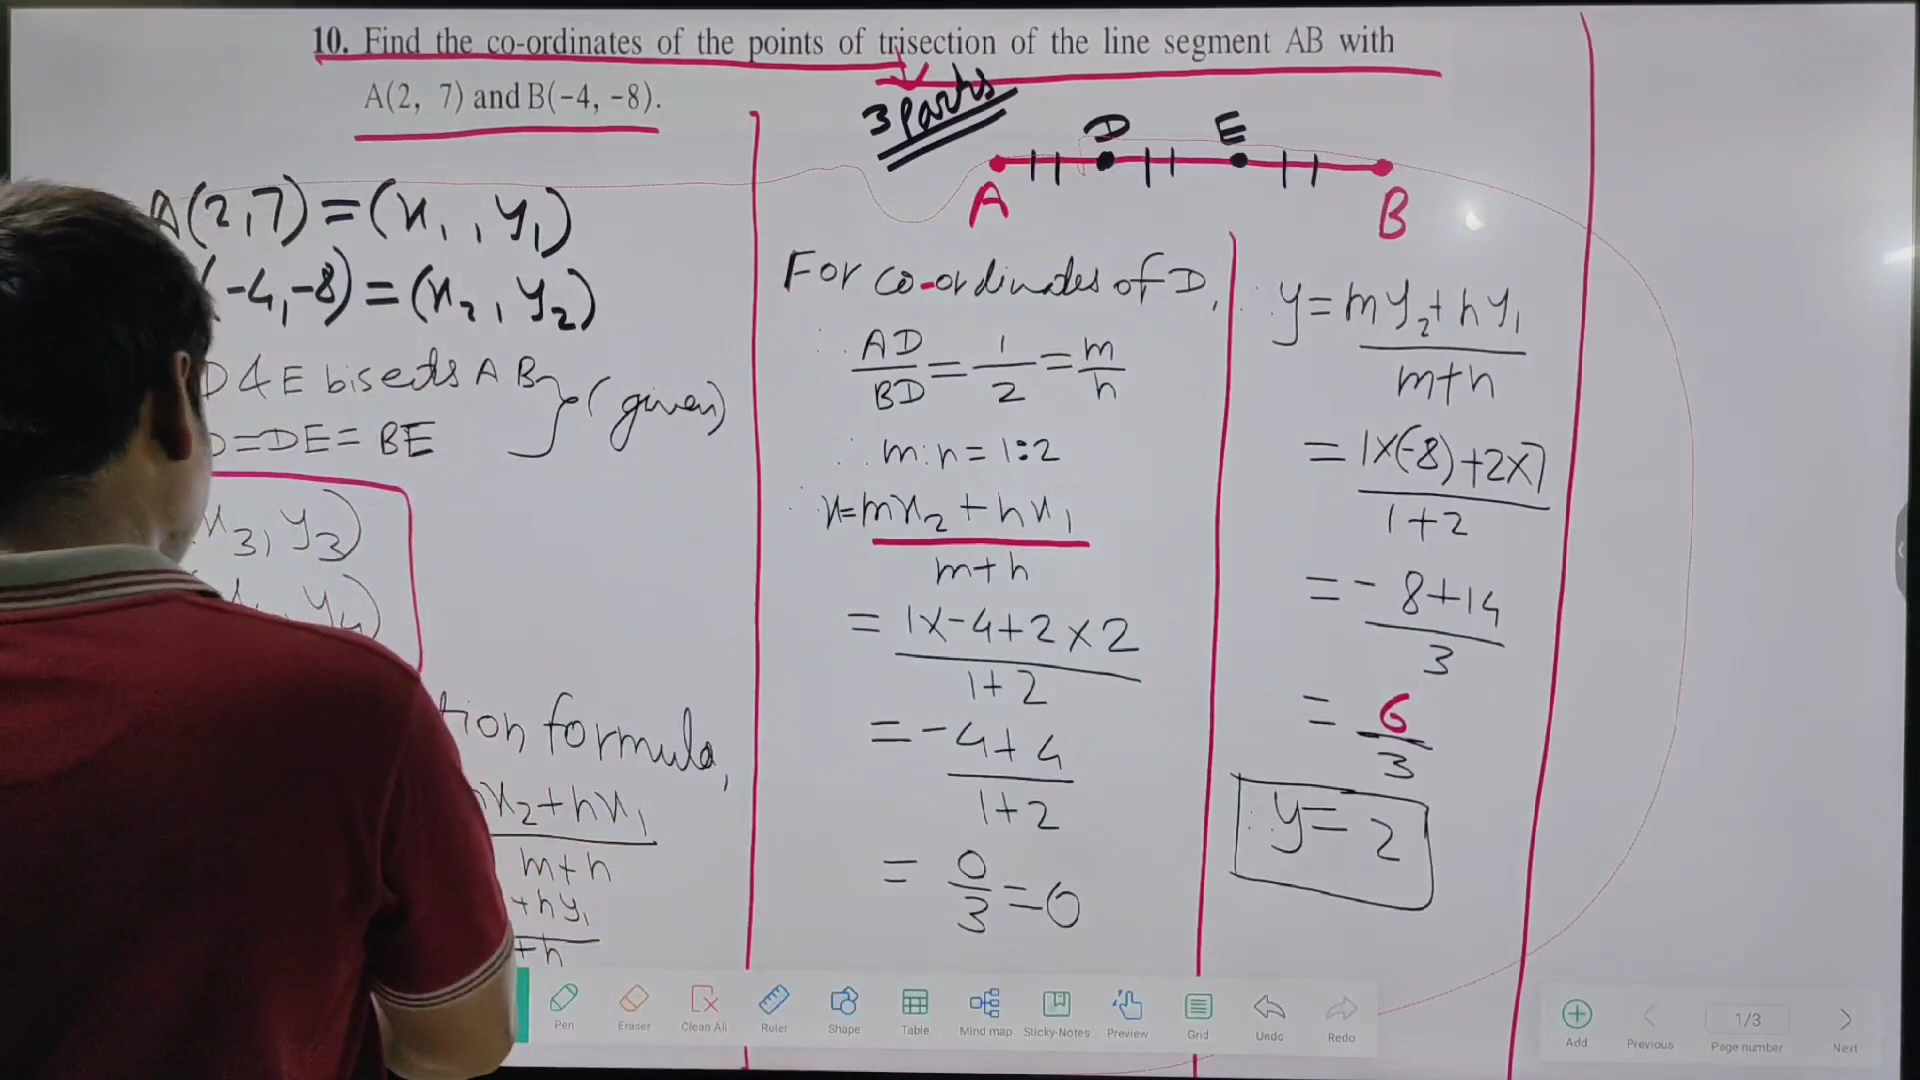 10. Find the co-ordinates of the points of trisection of the line segment AB with
A(2, 7) and B(-4, -8).
3 parts
D E
A B
A(2,7)=(x1, y1)
(-4,-8)=(x2, y2)
D & E bisects AB
D=DE=BE
} (given)
x3, y3)
y4)
tion formula,
x2+nx1
m+n
+ny1
+n
For co-ordinates of D,
∴ AD/BD = 1/2 = m/n
∴ m:n = 1:2
∴ x= mx2 + nx1
m+n
= 1x-4+2x2
1+2
= -4+4
1+2
= 0/3 = 0
∴ y= my2+ny1
m+n
= 1x(-8)+2x7
1+2
= -8+14
3
= 6
3
∴ y= 2
Pen Eraser Clean All Ruler Shape Table Mind map Sticky-Notes Preview Grid Undo Redo
Add Previous 1/3 Page number Next